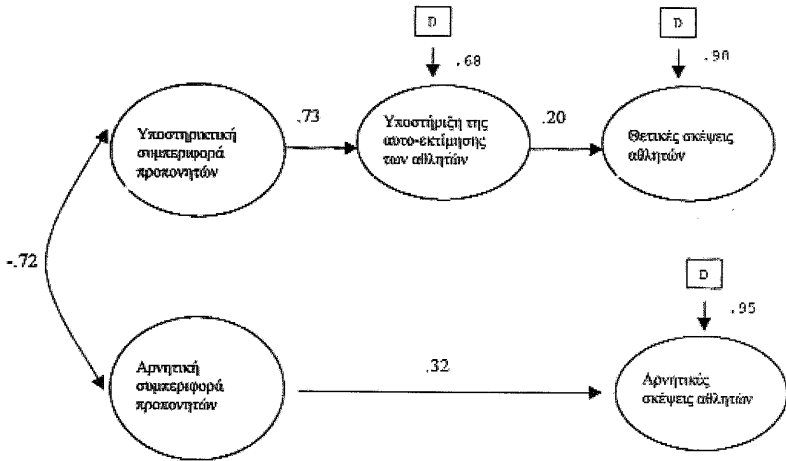 D
D
.68
.90
Υποστηρικτική
συμπεριφορά
προπονητών
.73
Υποστήριξη της
αυτο-εκτίμησης
των αθλητών
.20
Θετικές σκέψεις
αθλητών
-.72
D
.95
Αρνητική
συμπεριφορά
προπονητών
.32
Αρνητικές
σκέψεις αθλητών